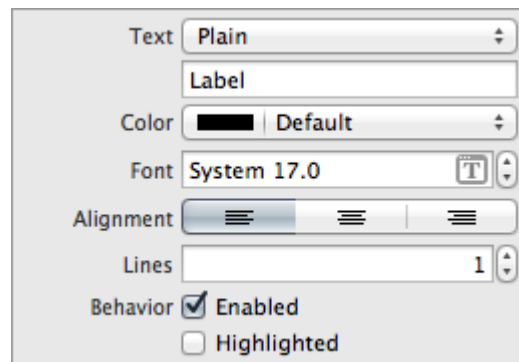 Text Plain
Label
Color Default
Font System 17.0 T
Alignment
Lines 1
Behavior Enabled
Highlighted